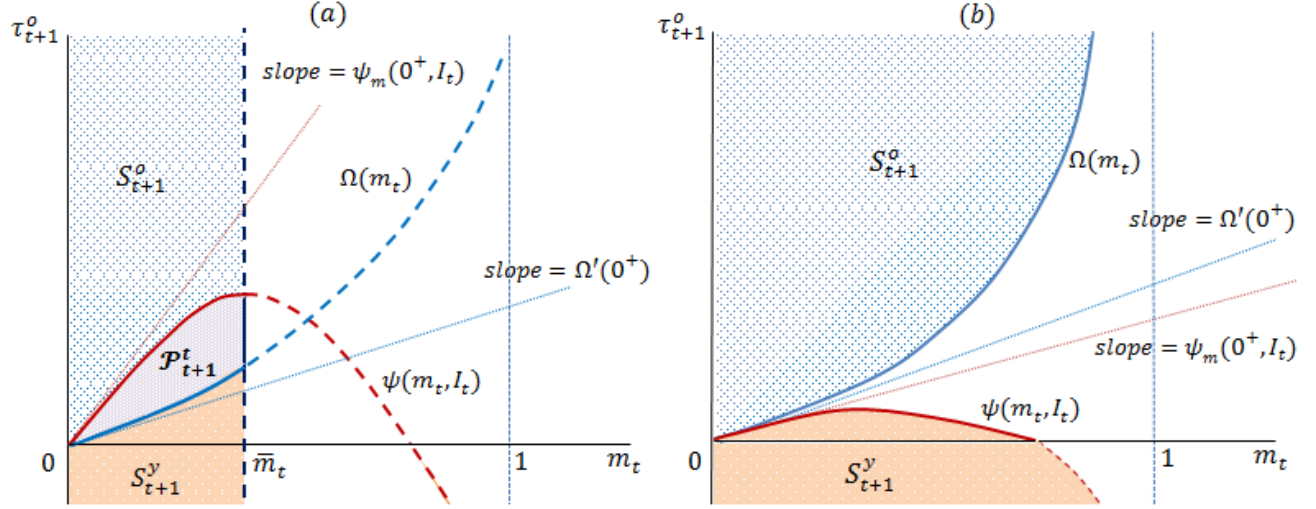 (a)
τ^o_{t+1}
slope = ψ_m(0^+, I_t)
S^o_{t+1}
Ω(m_t)
slope = Ω'(0^+)
𝒫^t_{t+1}
ψ(m_t, I_t)
0
S^y_{t+1}
m̅_t
1
m_t
(b)
τ^o_{t+1}
S^o_{t+1}
Ω(m_t)
slope = Ω'(0^+)
slope = ψ_m(0^+, I_t)
ψ(m_t, I_t)
0
S^y_{t+1}
1
m_t